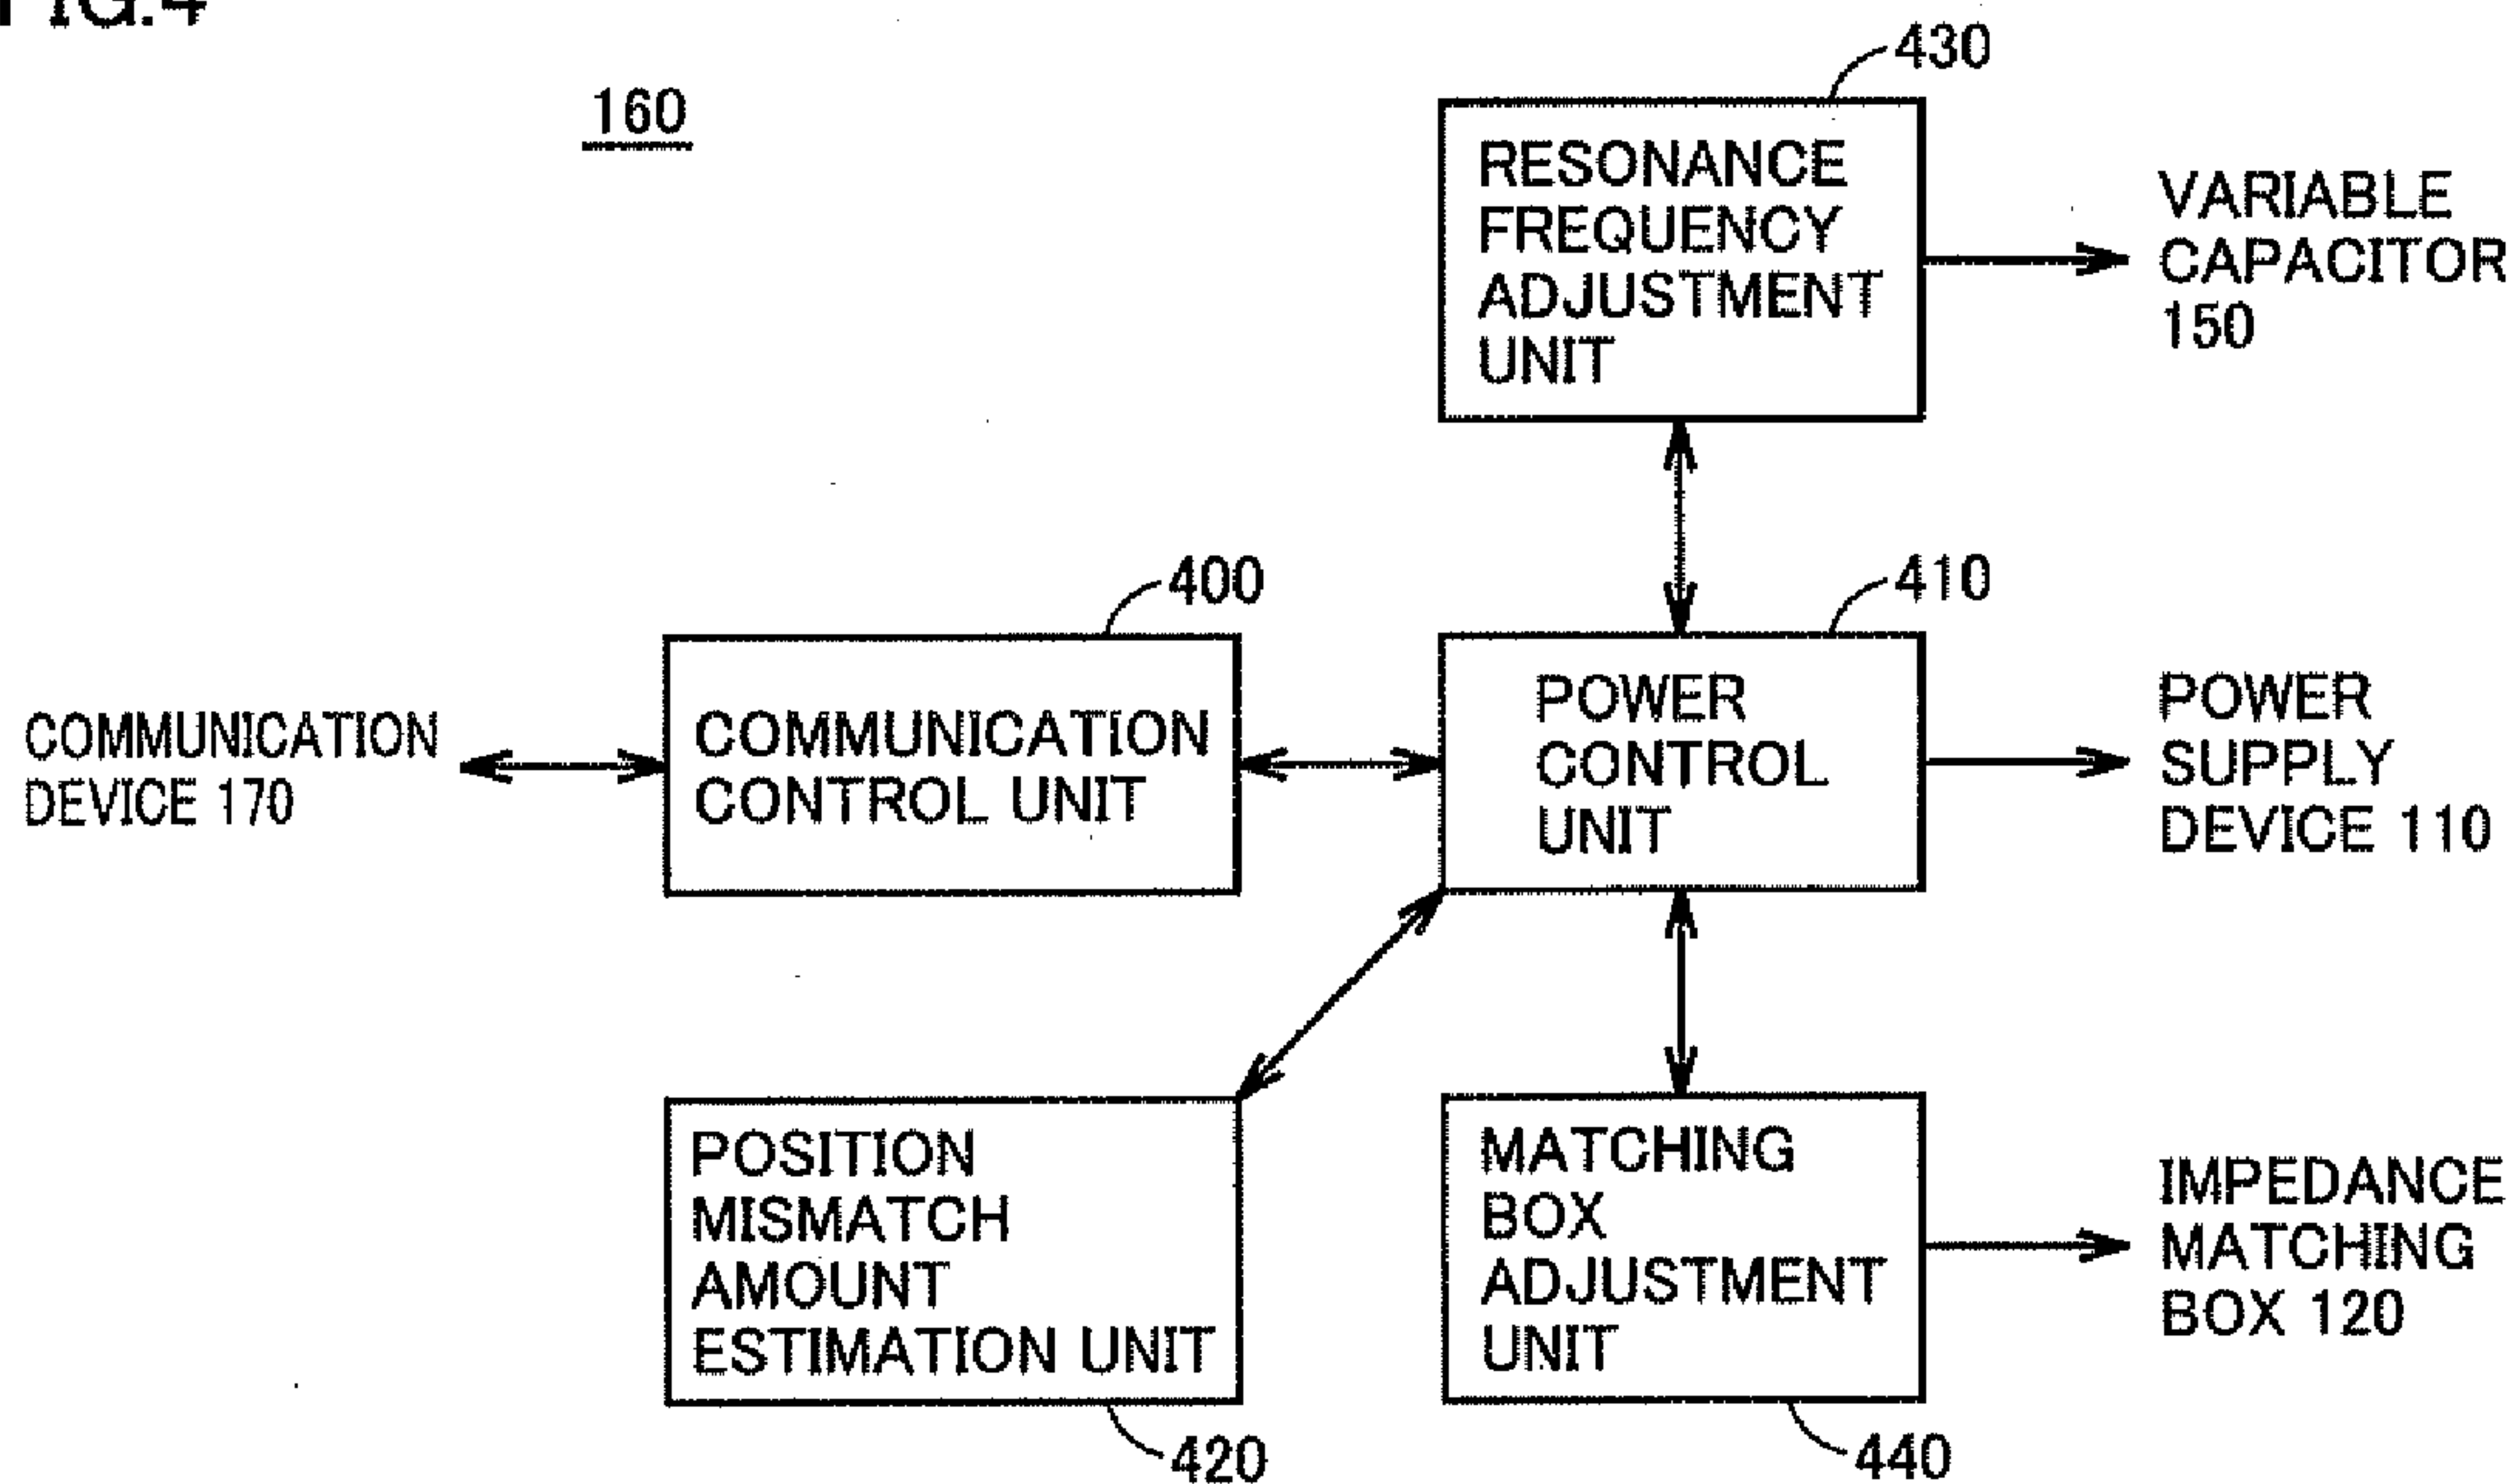 FIG.4
160
430
RESONANCE
FREQUENCY
ADJUSTMENT
UNIT
VARIABLE
CAPACITOR
150
400
410
COMMUNICATION
DEVICE 170
COMMUNICATION
CONTROL UNIT
POWER
CONTROL
UNIT
POWER
SUPPLY
DEVICE 110
POSITION
MISMATCH
AMOUNT
ESTIMATION UNIT
420
MATCHING
BOX
ADJUSTMENT
UNIT
440
IMPEDANCE
MATCHING
BOX 120